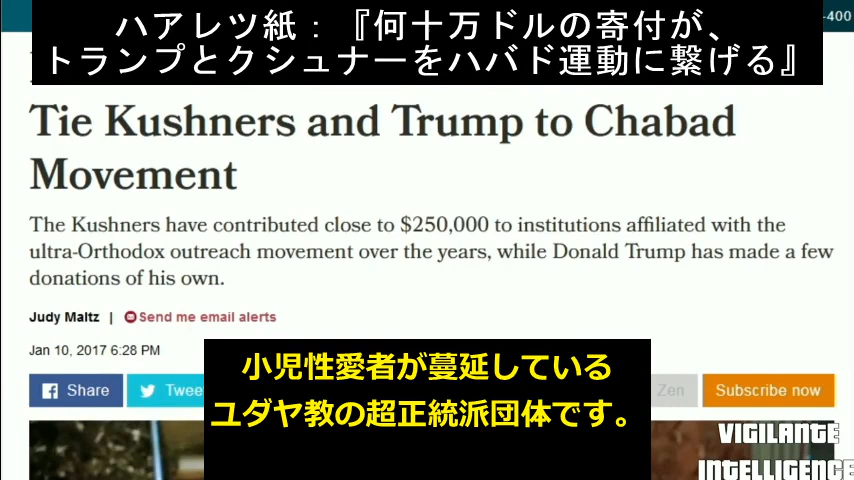 ハアレツ紙：『何十万ドルの寄付が、
トランプとクシュナーをハバド運動に繋げる』
-400
Tie Kushners and Trump to Chabad
Movement
The Kushners have contributed close to $250,000 to institutions affiliated with the
ultra-Orthodox outreach movement over the years, while Donald Trump has made a few
donations of his own.
Judy Maltz | Send me email alerts
Jan 10, 2017 6:28 PM
Share Twee Zen Subscribe now
小児性愛者が蔓延している
ユダヤ教の超正統派団体です。
VIGILANTE
INTELLIGENCE